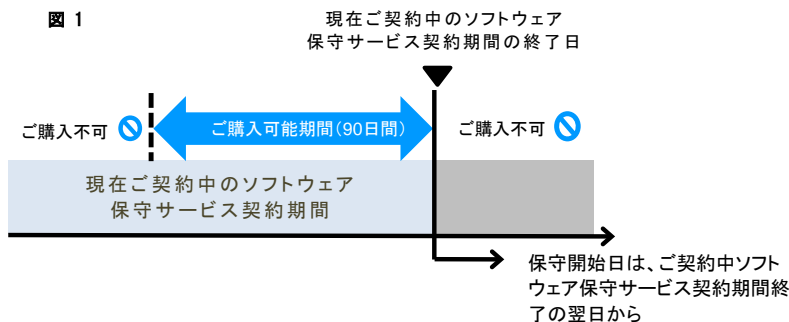 図 1
現在ご契約中のソフトウェア
保守サービス契約期間の終了日
ご購入不可
ご購入可能期間(90日間)
ご購入不可
現在ご契約中のソフトウェア
保守サービス契約期間
保守開始日は、ご契約中ソフト
ウェア保守サービス契約期間終
了の翌日から